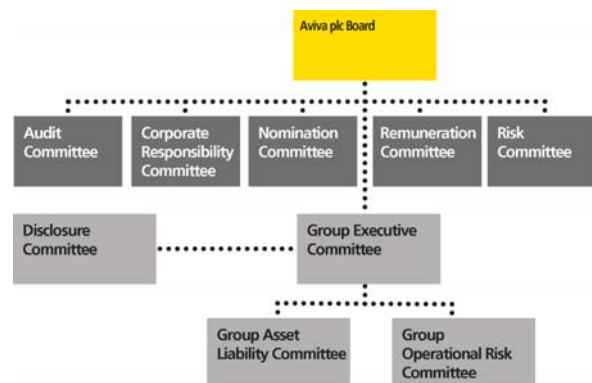 Aviva plc Board
Audit
Committee
Corporate
Responsibility
Committee
Nomination
Committee
Remuneration
Committee
Risk
Committee
Disclosure
Committee
Group Executive
Committee
Group Asset
Liability Committee
Group
Operational Risk
Committee